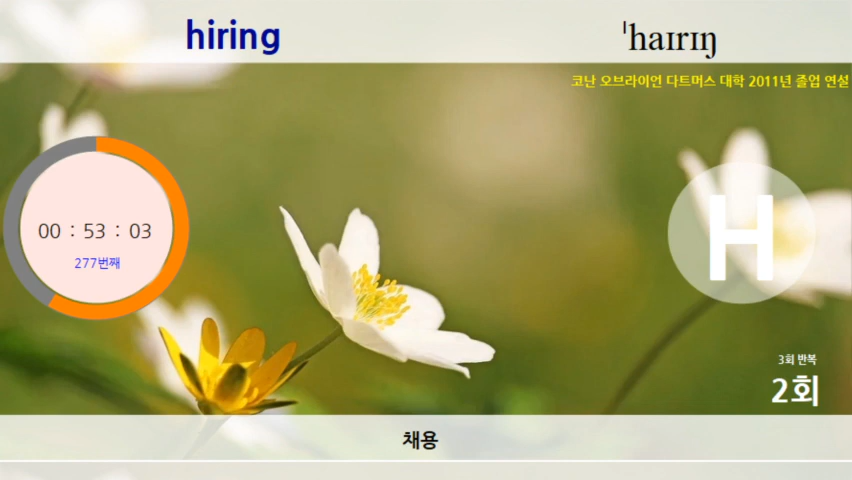 hiring
ˈhaɪrɪŋ
코난 오브라이언 다트머스 대학 2011년 졸업 연설
00 : 53 : 03
277번째
H
3회 반복
2회
채용